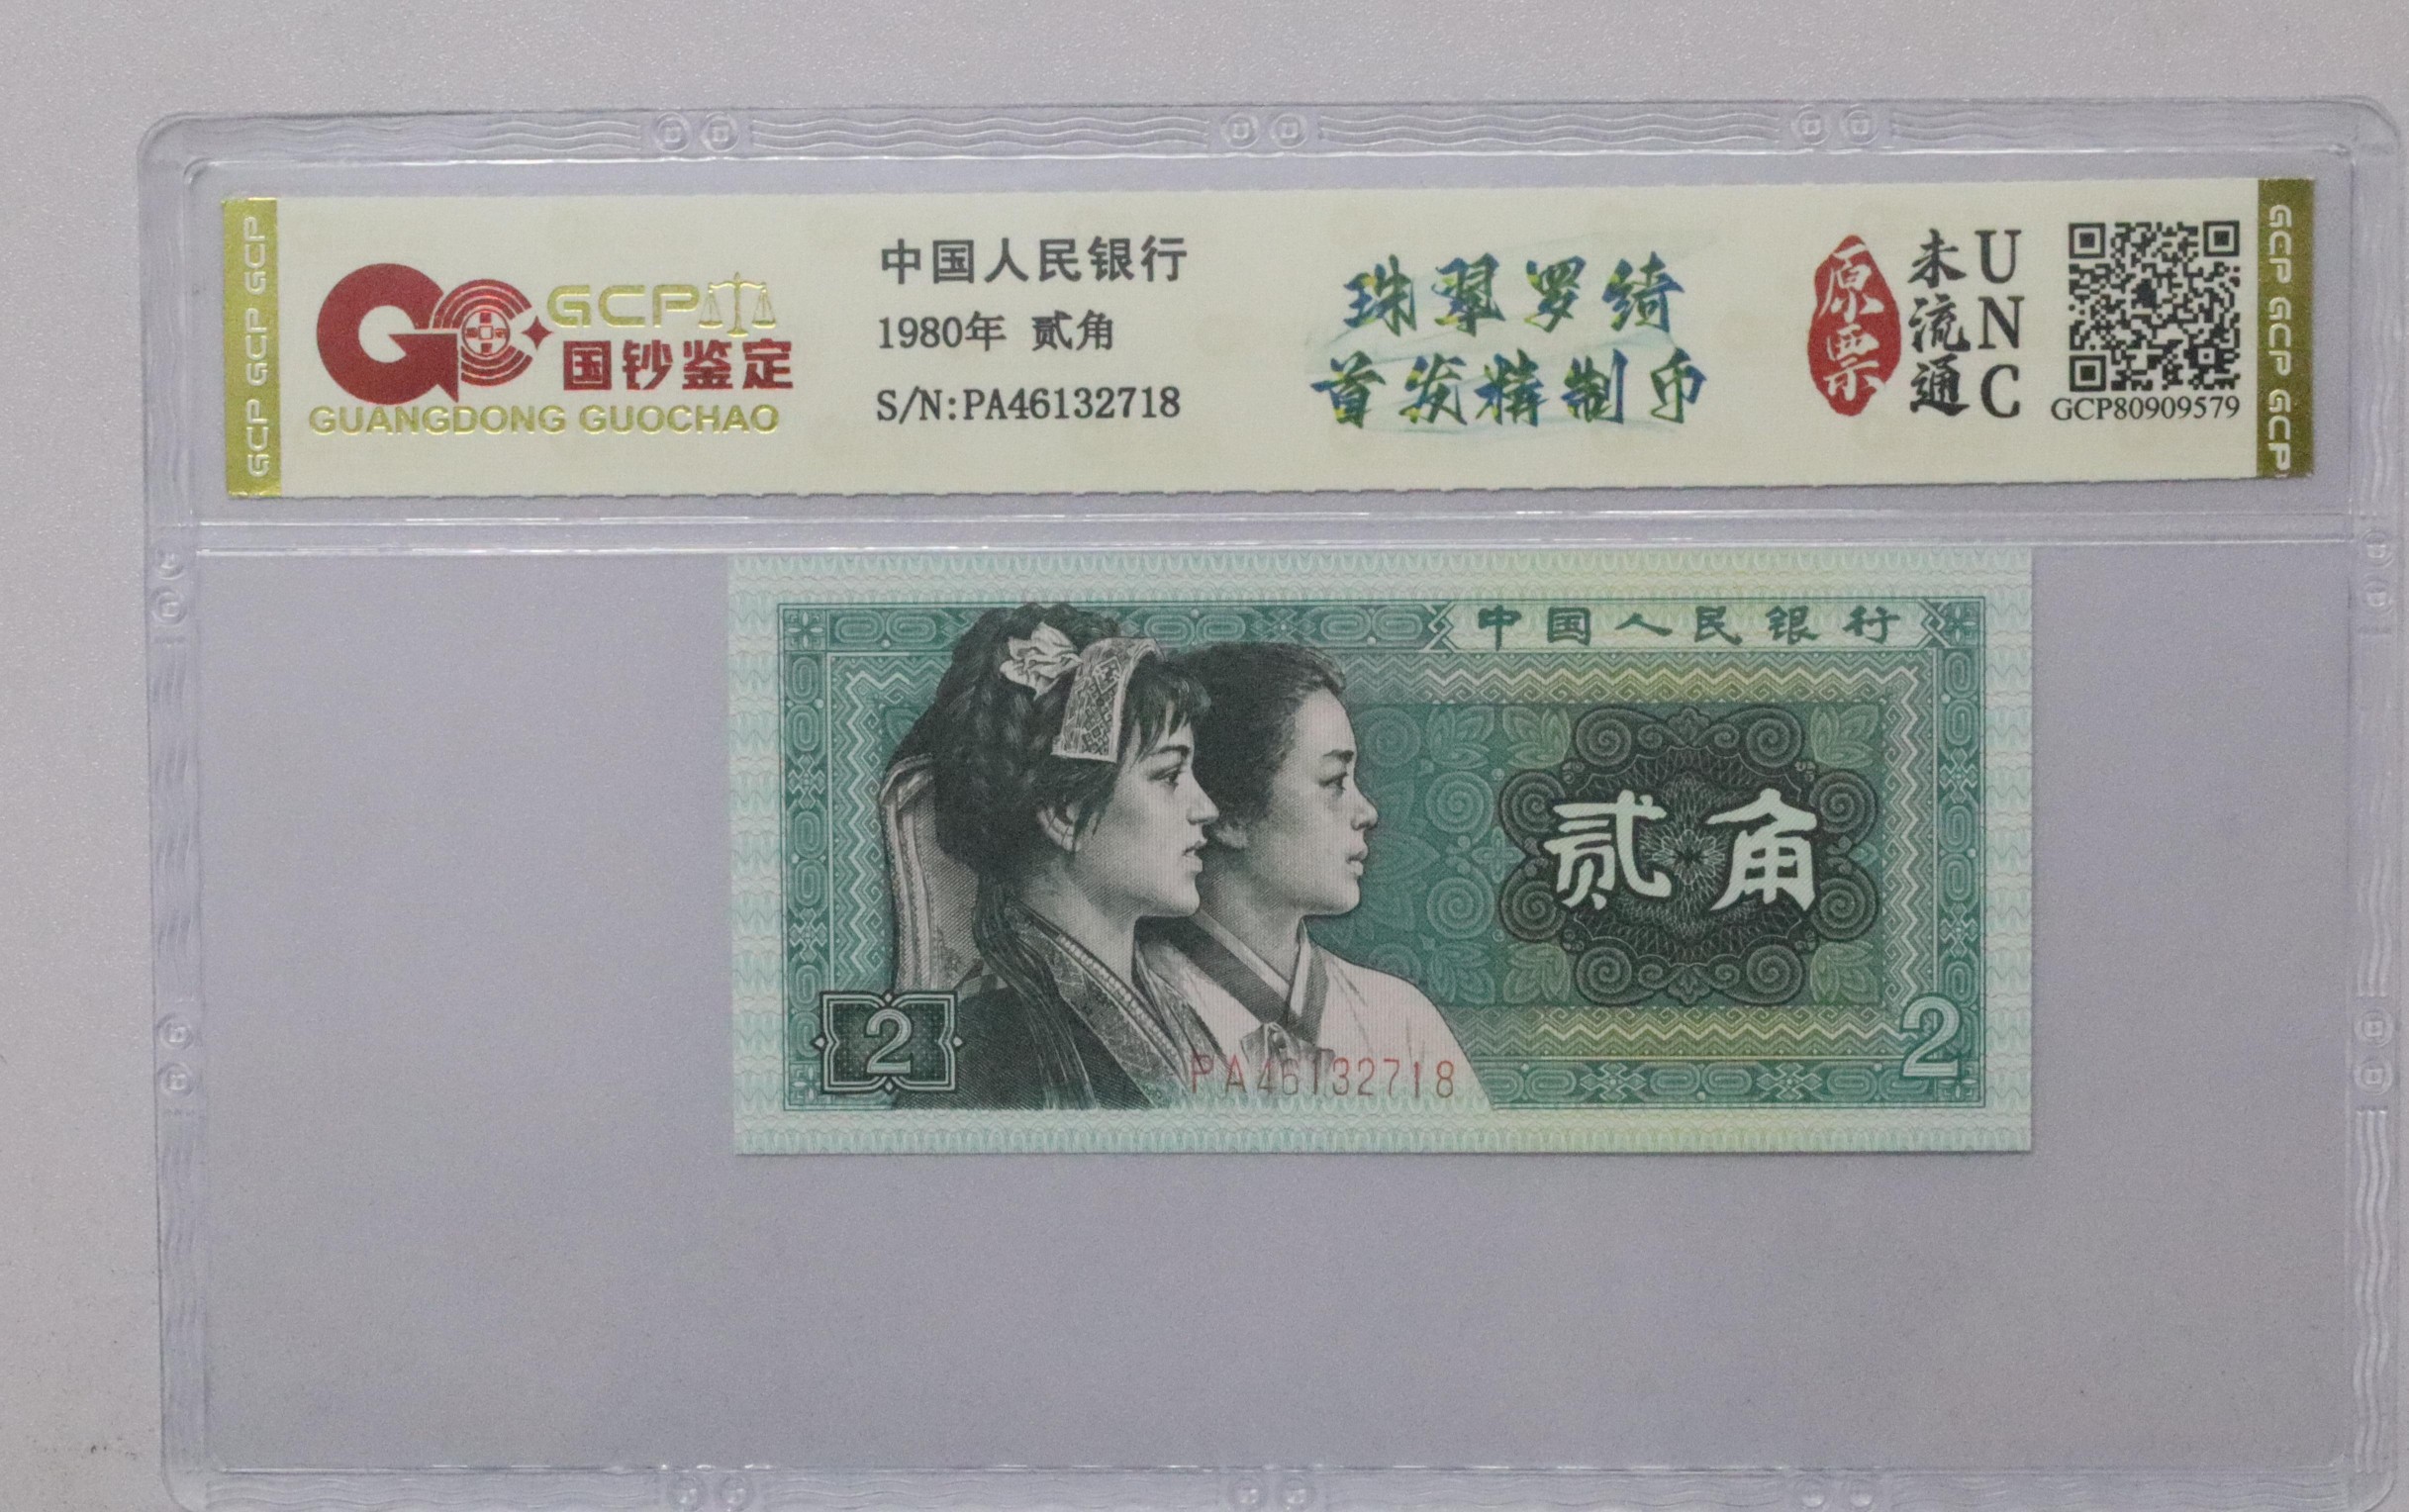 GCP GCP GCP
GCP
国钞鉴定
GUANGDONG GUOCHAO
中国人民银行
1980年 贰角
S/N:PA46132718
珠翠罗绮
首发精制币
原票
未流通
UNC
GCP80909579
GCP GCP GCP
中国人民银行
贰角
2
PA46132718
2